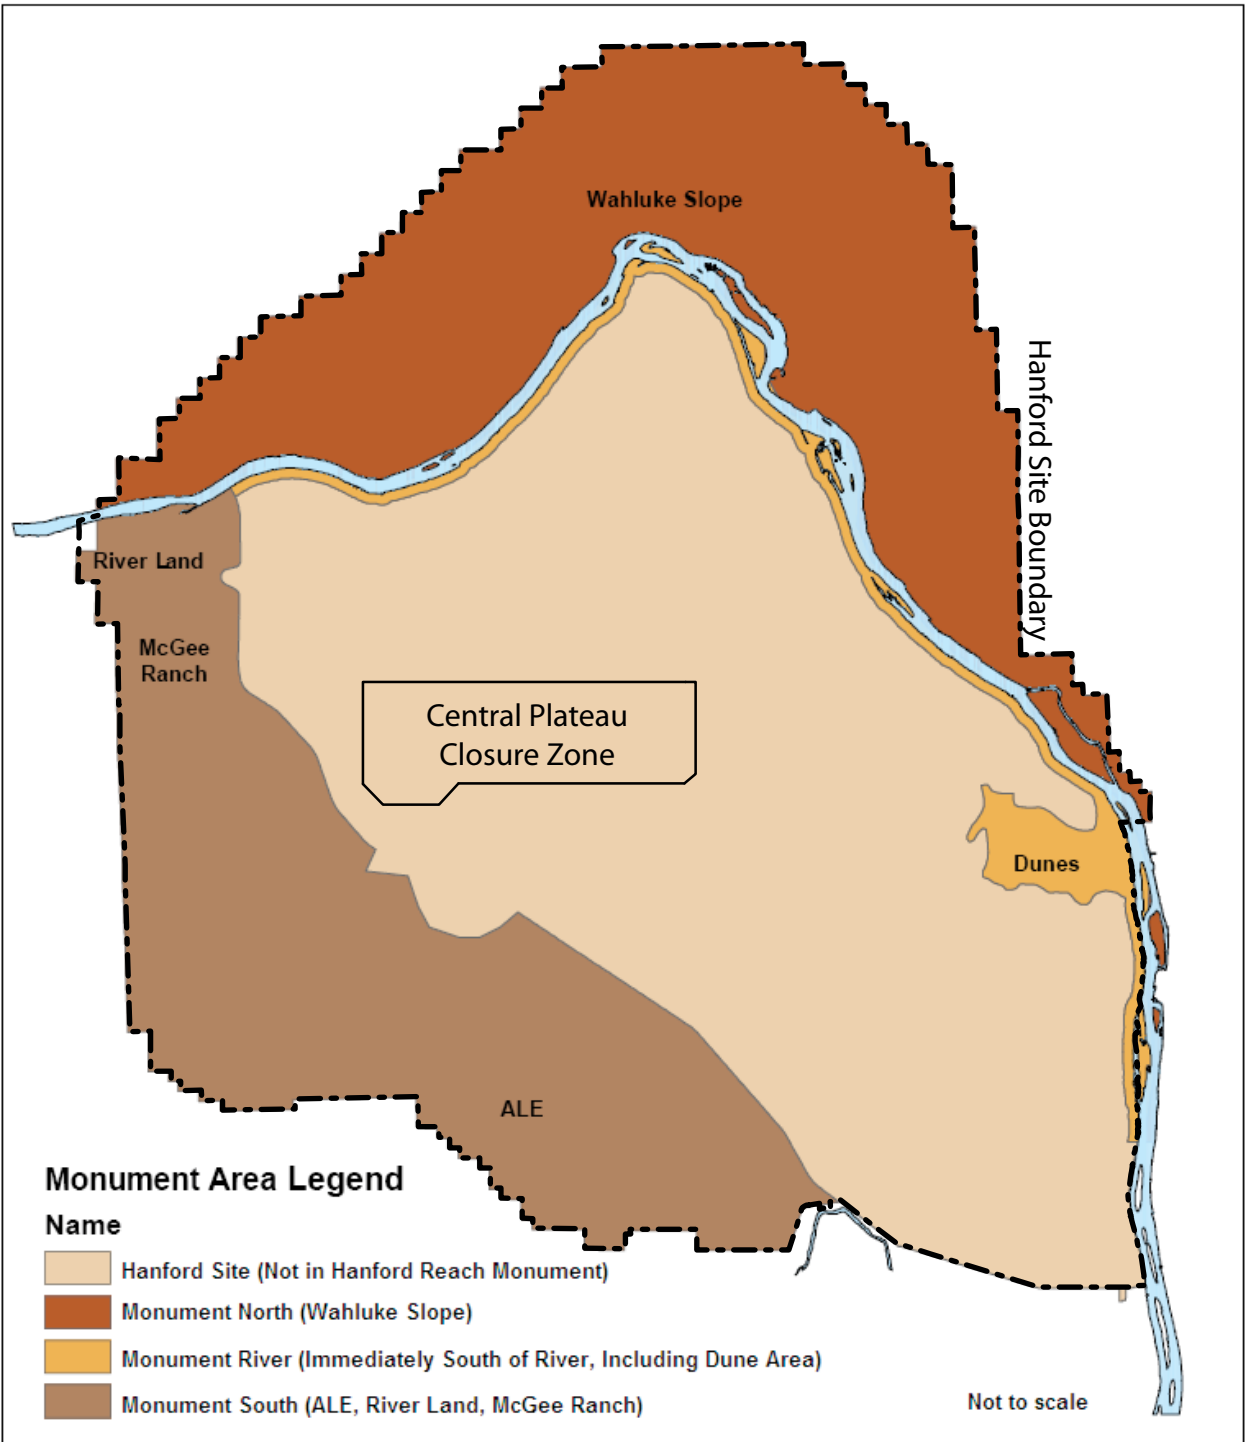 Wahluke Slope
Hanford Site Boundary
River Land
McGee
Ranch
Central Plateau
Closure Zone
Dunes
ALE
Monument Area Legend
Name
Hanford Site (Not in Hanford Reach Monument)
Monument North (Wahluke Slope)
Monument River (Immediately South of River, Including Dune Area)
Monument South (ALE, River Land, McGee Ranch)
Not to scale